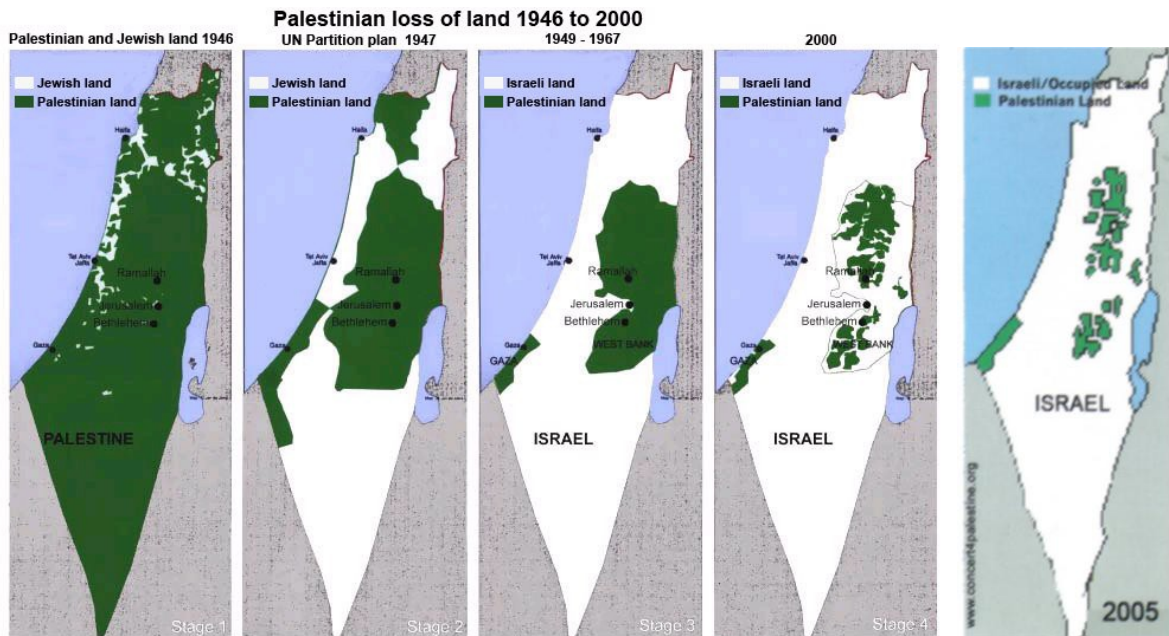 Palestinian loss of land 1946 to 2000
Palestinian and Jewish land 1946
Jewish land
Palestinian land
Haifa
Tel Aviv
Jaffa
Ramallah
Jerusalem
Bethlehem
Gaza
PALESTINE
Stage 1
UN Partition plan 1947
Jewish land
Palestinian land
Haifa
Tel Aviv
Jaffa
Ramallah
Jerusalem
Bethlehem
Gaza
Stage 2
1949 - 1967
Israeli land
Palestinian land
Haifa
Tel Aviv
Jaffa
Ramallah
Jerusalem
Bethlehem
Gaza
GAZA
WEST BANK
ISRAEL
Stage 3
2000
Israeli land
Palestinian land
Haifa
Tel Aviv
Jaffa
Ramallah
Jerusalem
Bethlehem
Gaza
GAZA
WEST BANK
ISRAEL
Stage 4
Israeli/Occupied Land
Palestinian Land
ISRAEL
www.concert4palestine.org
2005